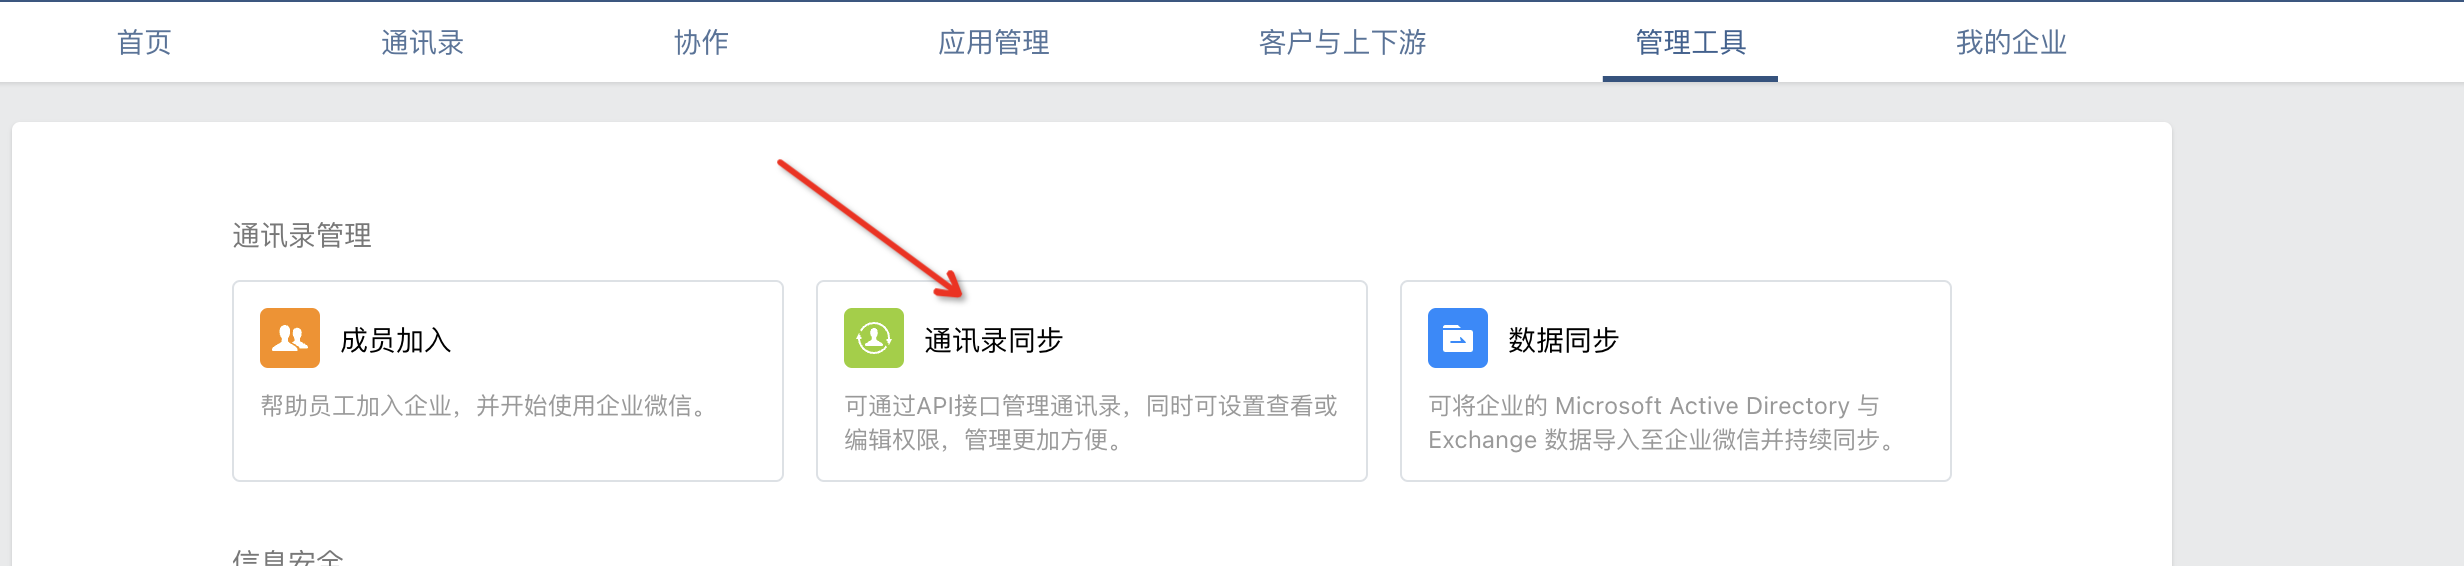 首页 通讯录 协作 应用管理 客户与上下游 管理工具 我的企业
通讯录管理
成员加入
帮助员工加入企业，并开始使用企业微信。
通讯录同步
可通过API接口管理通讯录，同时可设置查看或
编辑权限，管理更加方便。
数据同步
可将企业的 Microsoft Active Directory 与
Exchange 数据导入至企业微信并持续同步。
信息安全